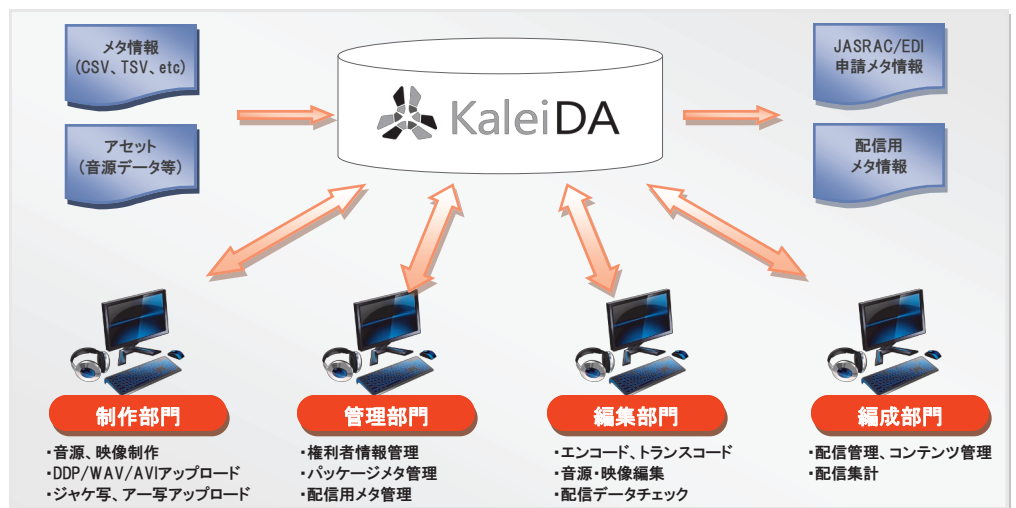 メタ情報
(CSV、TSV、etc)
アセット
(音源データ等)
KaleiDA
JASRAC/EDI
申請メタ情報
配信用
メタ情報
制作部門
・音源、映像制作
・DDP/WAV/AVIアップロード
・ジャケ写、アー写アップロード
管理部門
・権利者情報管理
・パッケージメタ管理
・配信用メタ管理
編集部門
・エンコード、トランスコード
・音源・映像編集
・配信データチェック
編成部門
・配信管理、コンテンツ管理
・配信集計